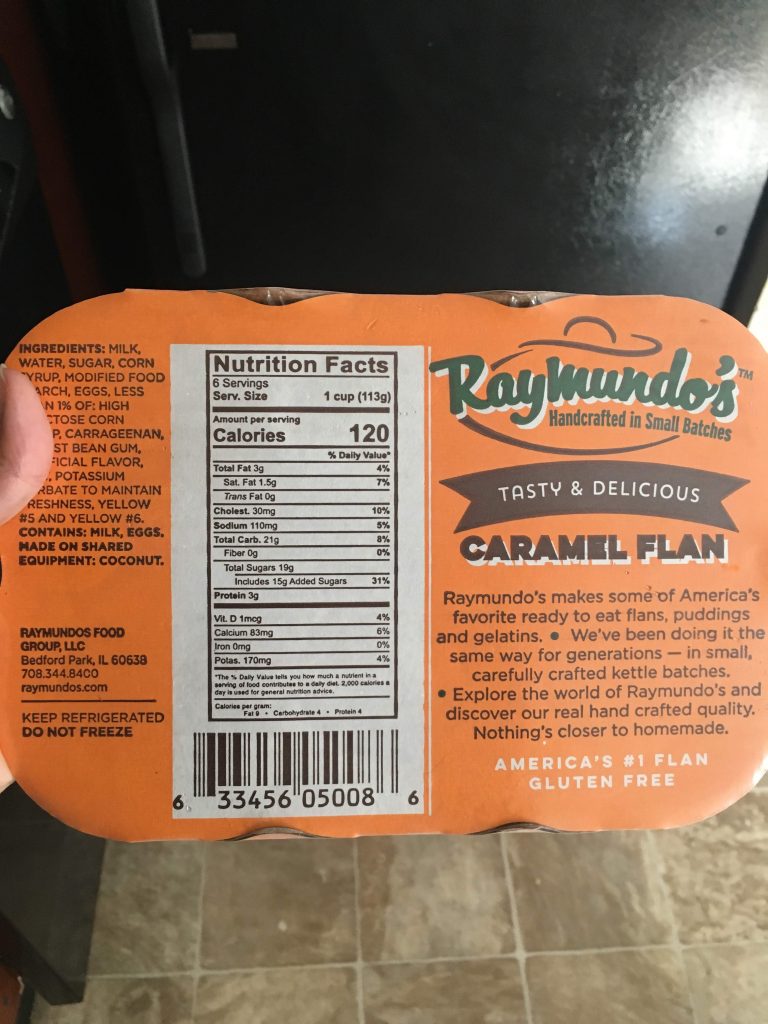 INGREDIENTS: MILK,
WATER, SUGAR, CORN
YRUP, MODIFIED FOOD
ARCH, EGGS, LESS
N 1% OF: HIGH
CTOSE CORN
P, CARRAGEENAN,
ST BEAN GUM,
FICIAL FLAVOR,
POTASSIUM
RBATE TO MAINTAIN
RESHNESS, YELLOW
#5 AND YELLOW #6.
CONTAINS: MILK, EGGS.
MADE ON SHARED
EQUIPMENT: COCONUT.
RAYMUNDOS FOOD
GROUP, LLC
Bedford Park, IL 60638
708.344.8400
raymundos.com
KEEP REFRIGERATED
DO NOT FREEZE
Nutrition Facts
6 Servings
Serv. Size 1 cup (113g)
Amount per serving
Calories 120
% Daily Value*
Total Fat 3g 4%
Sat. Fat 1.5g 7%
Trans Fat 0g
Cholest. 30mg 10%
Sodium 110mg 5%
Total Carb. 21g 8%
Fiber 0g 0%
Total Sugars 19g
Includes 15g Added Sugars 31%
Protein 3g
Vit. D 1mcg 4%
Calcium 83mg 6%
Iron 0mg 0%
Potas. 170mg 4%
*The % Daily Value tells you how much a nutrient in a
serving of food contributes to a daily diet. 2,000 calories a
day is used for general nutrition advice.
Calories per gram:
Fat 9 • Carbohydrate 4 • Protein 4
6 33456 05008 6
Raymundo's™
Handcrafted in Small Batches
TASTY & DELICIOUS
CARAMEL FLAN
Raymundo's makes some of America's
favorite ready to eat flans, puddings
and gelatins. • We've been doing it the
same way for generations — in small,
carefully crafted kettle batches.
• Explore the world of Raymundo's and
discover our real hand crafted quality.
Nothing's closer to homemade.
AMERICA'S #1 FLAN
GLUTEN FREE